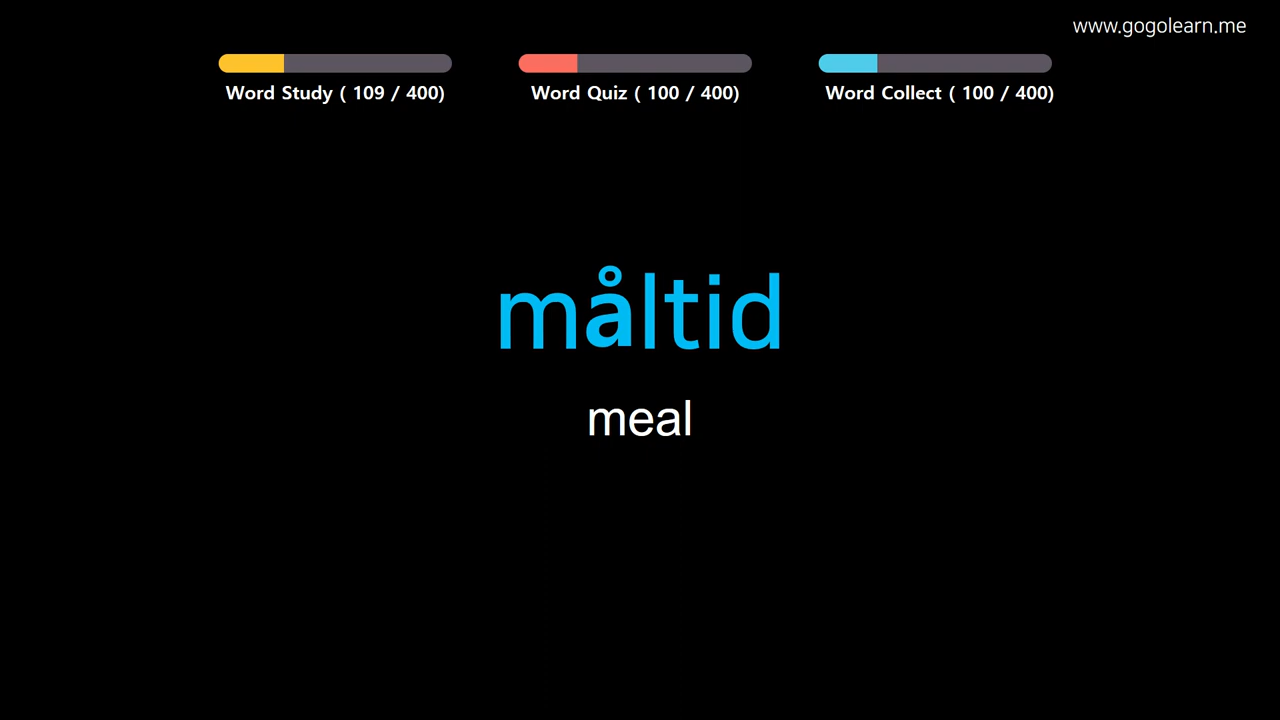 www.gogolearn.me
Word Study ( 109 / 400)
Word Quiz ( 100 / 400)
Word Collect ( 100 / 400)
måltid
meal